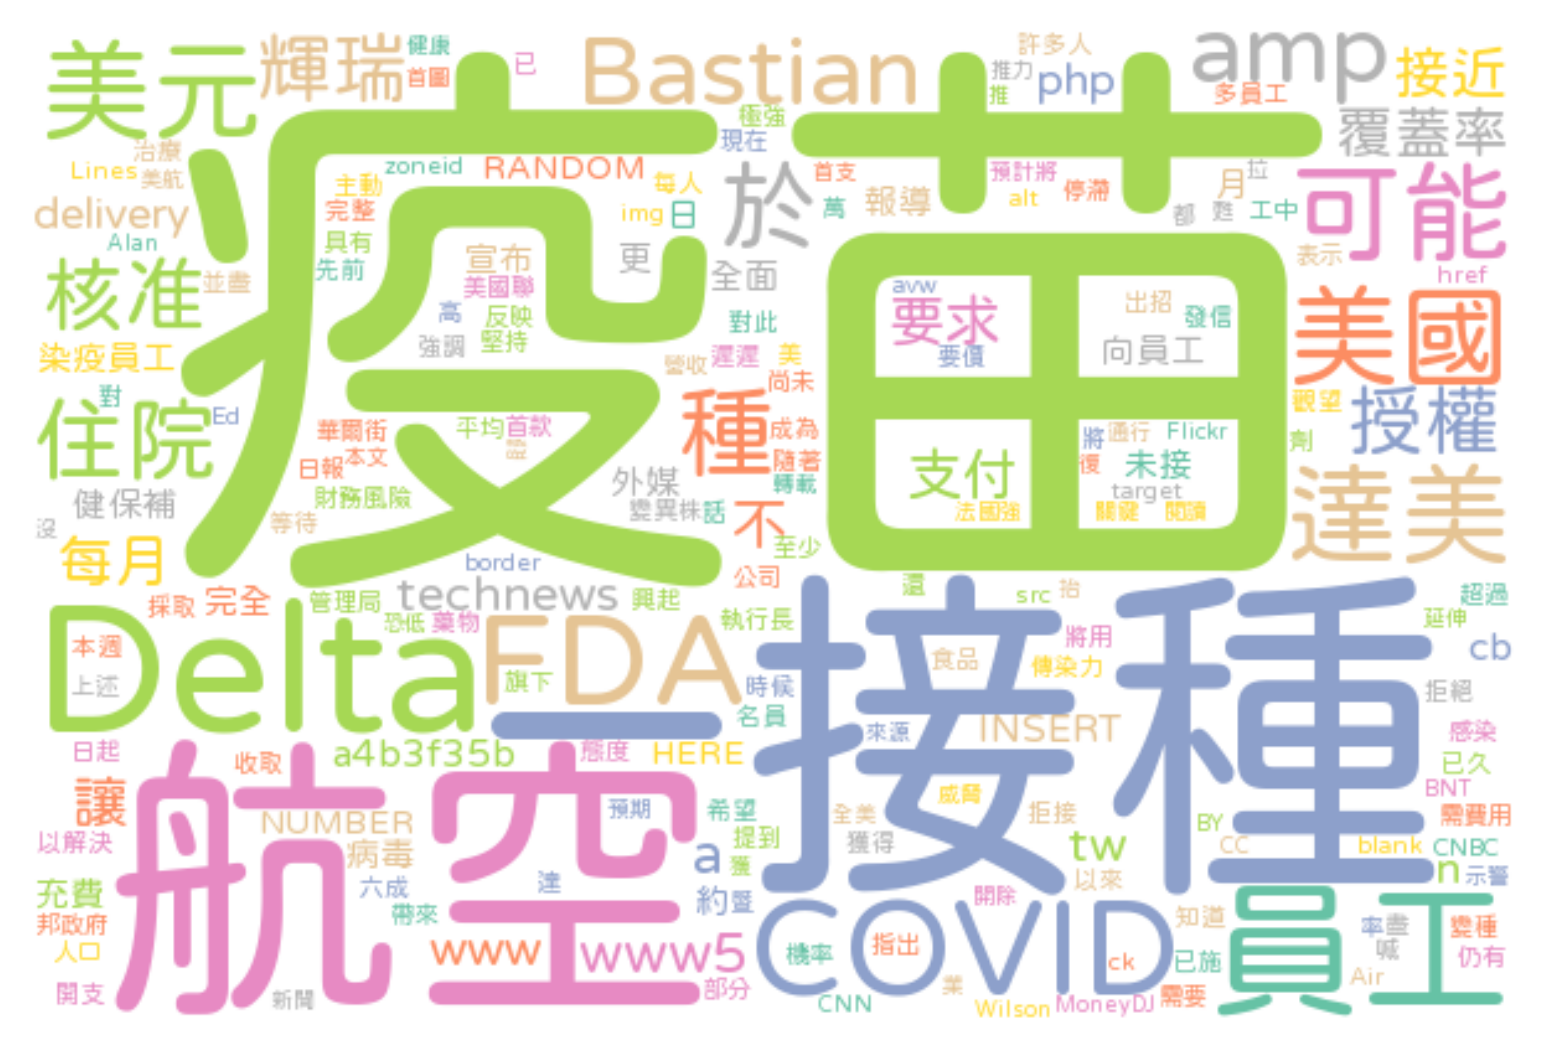 美元
輝瑞
健康
首圖
已
Bastian
許多人
推力
推
php
amp
接近
多員工
覆蓋率
治療
Lines
美航
delivery
Alan
核准
並盡
疫苗
zoneid
RANDOM
主動
完整
具有
先前
極強
現在
每人
img
日
更
於
全面
首支
萬
報導
預計將
alt
停滯
月
拉
都
甦
工中
可能
表示
href
宣布
美國聯
高
反映
強調
堅持
對此
營收
遲遲
美
尚未
avw
要求
要價
出招
發信
向員工
美國
染疫員工
對
住院
Ed
健保補
沒
每月
華爾街
日報
本文
財務風險
等待
平均
首款
種
成為
隨著
轉載
外媒
變異株
話
不
至少
公司
支付
將
復
通行
Flickr
未接
target
法國強
關鍵
閱讀
觀望
劑
授權
達美
採取
完全
border
technews
管理局
興起
恐低
藥物
執行長
還
src
抬
超過
延伸
cb
本週
上述
Delta
FDA
旗下
一
時候
名員
接種
食品
將用
傳染力
來源
INSERT
拒絕
感染
已久
BNT
日起
收取
a4b3f35b
態度
HERE
讓
航空
NUMBER
病毒
預期
希望
提到
a
獲
全美
獲得
威脅
拒接
tw
以來
BY
CC
blank
需費用
CNBC
n
示警
以解決
充費
六成
帶來
達
約
暨
邦政府
人口
開支
新聞
www
www5
部分
COVID
機率
指出
開除
ck
CNN
業
Wilson
MoneyDJ
需要
知道
已施
員工
率
盡
喊
Air
變種
仍有